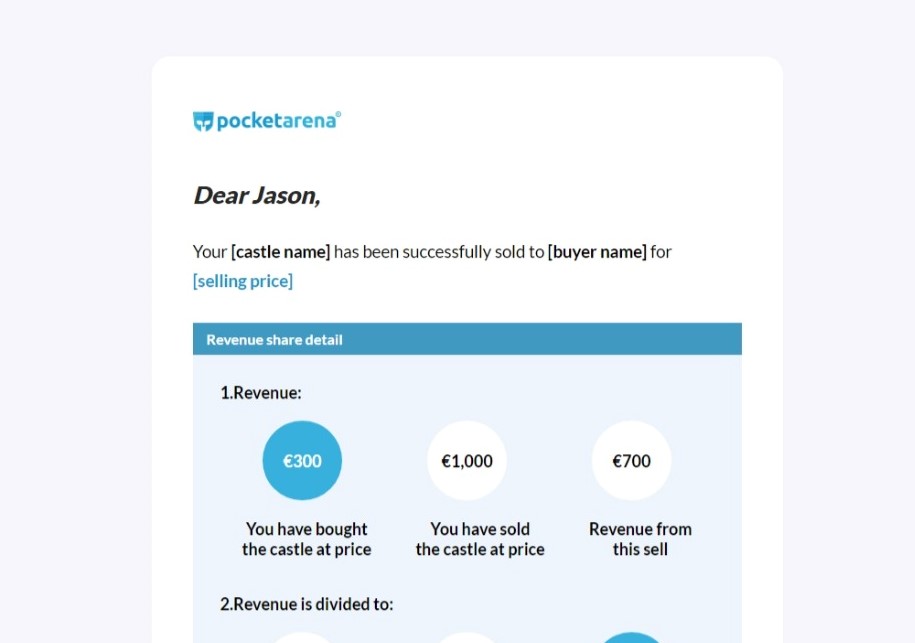 pocketarena®
Dear Jason,
Your [castle name] has been successfully sold to [buyer name] for
[selling price]
Revenue share detail
1.Revenue:
€300 €1,000 €700
You have bought You have sold Revenue from
the castle at price the castle at price this sell
2.Revenue is divided to: